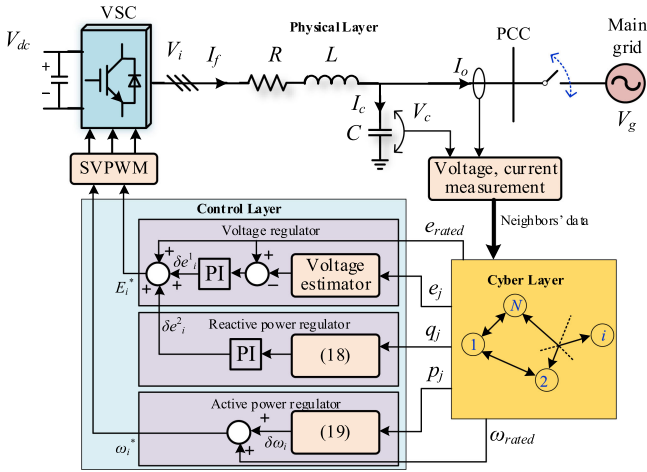 VSC
Physical Layer
PCC
Main
grid
V_dc
+
−
V_i
I_f
R
L
I_o
V_g
I_c
C
V_c
SVPWM
Voltage, current
measurement
Neighbors' data
Control Layer
Voltage regulator
e_rated
+
+
+
δe^1_i
PI
+
−
Voltage
estimator
e_j
E_i*
δe^2_i
Reactive power regulator
PI
(18)
q_j
Cyber Layer
N
1
2
i
p_j
Active power regulator
ω_i*
+
+
δω_i
(19)
ω_rated